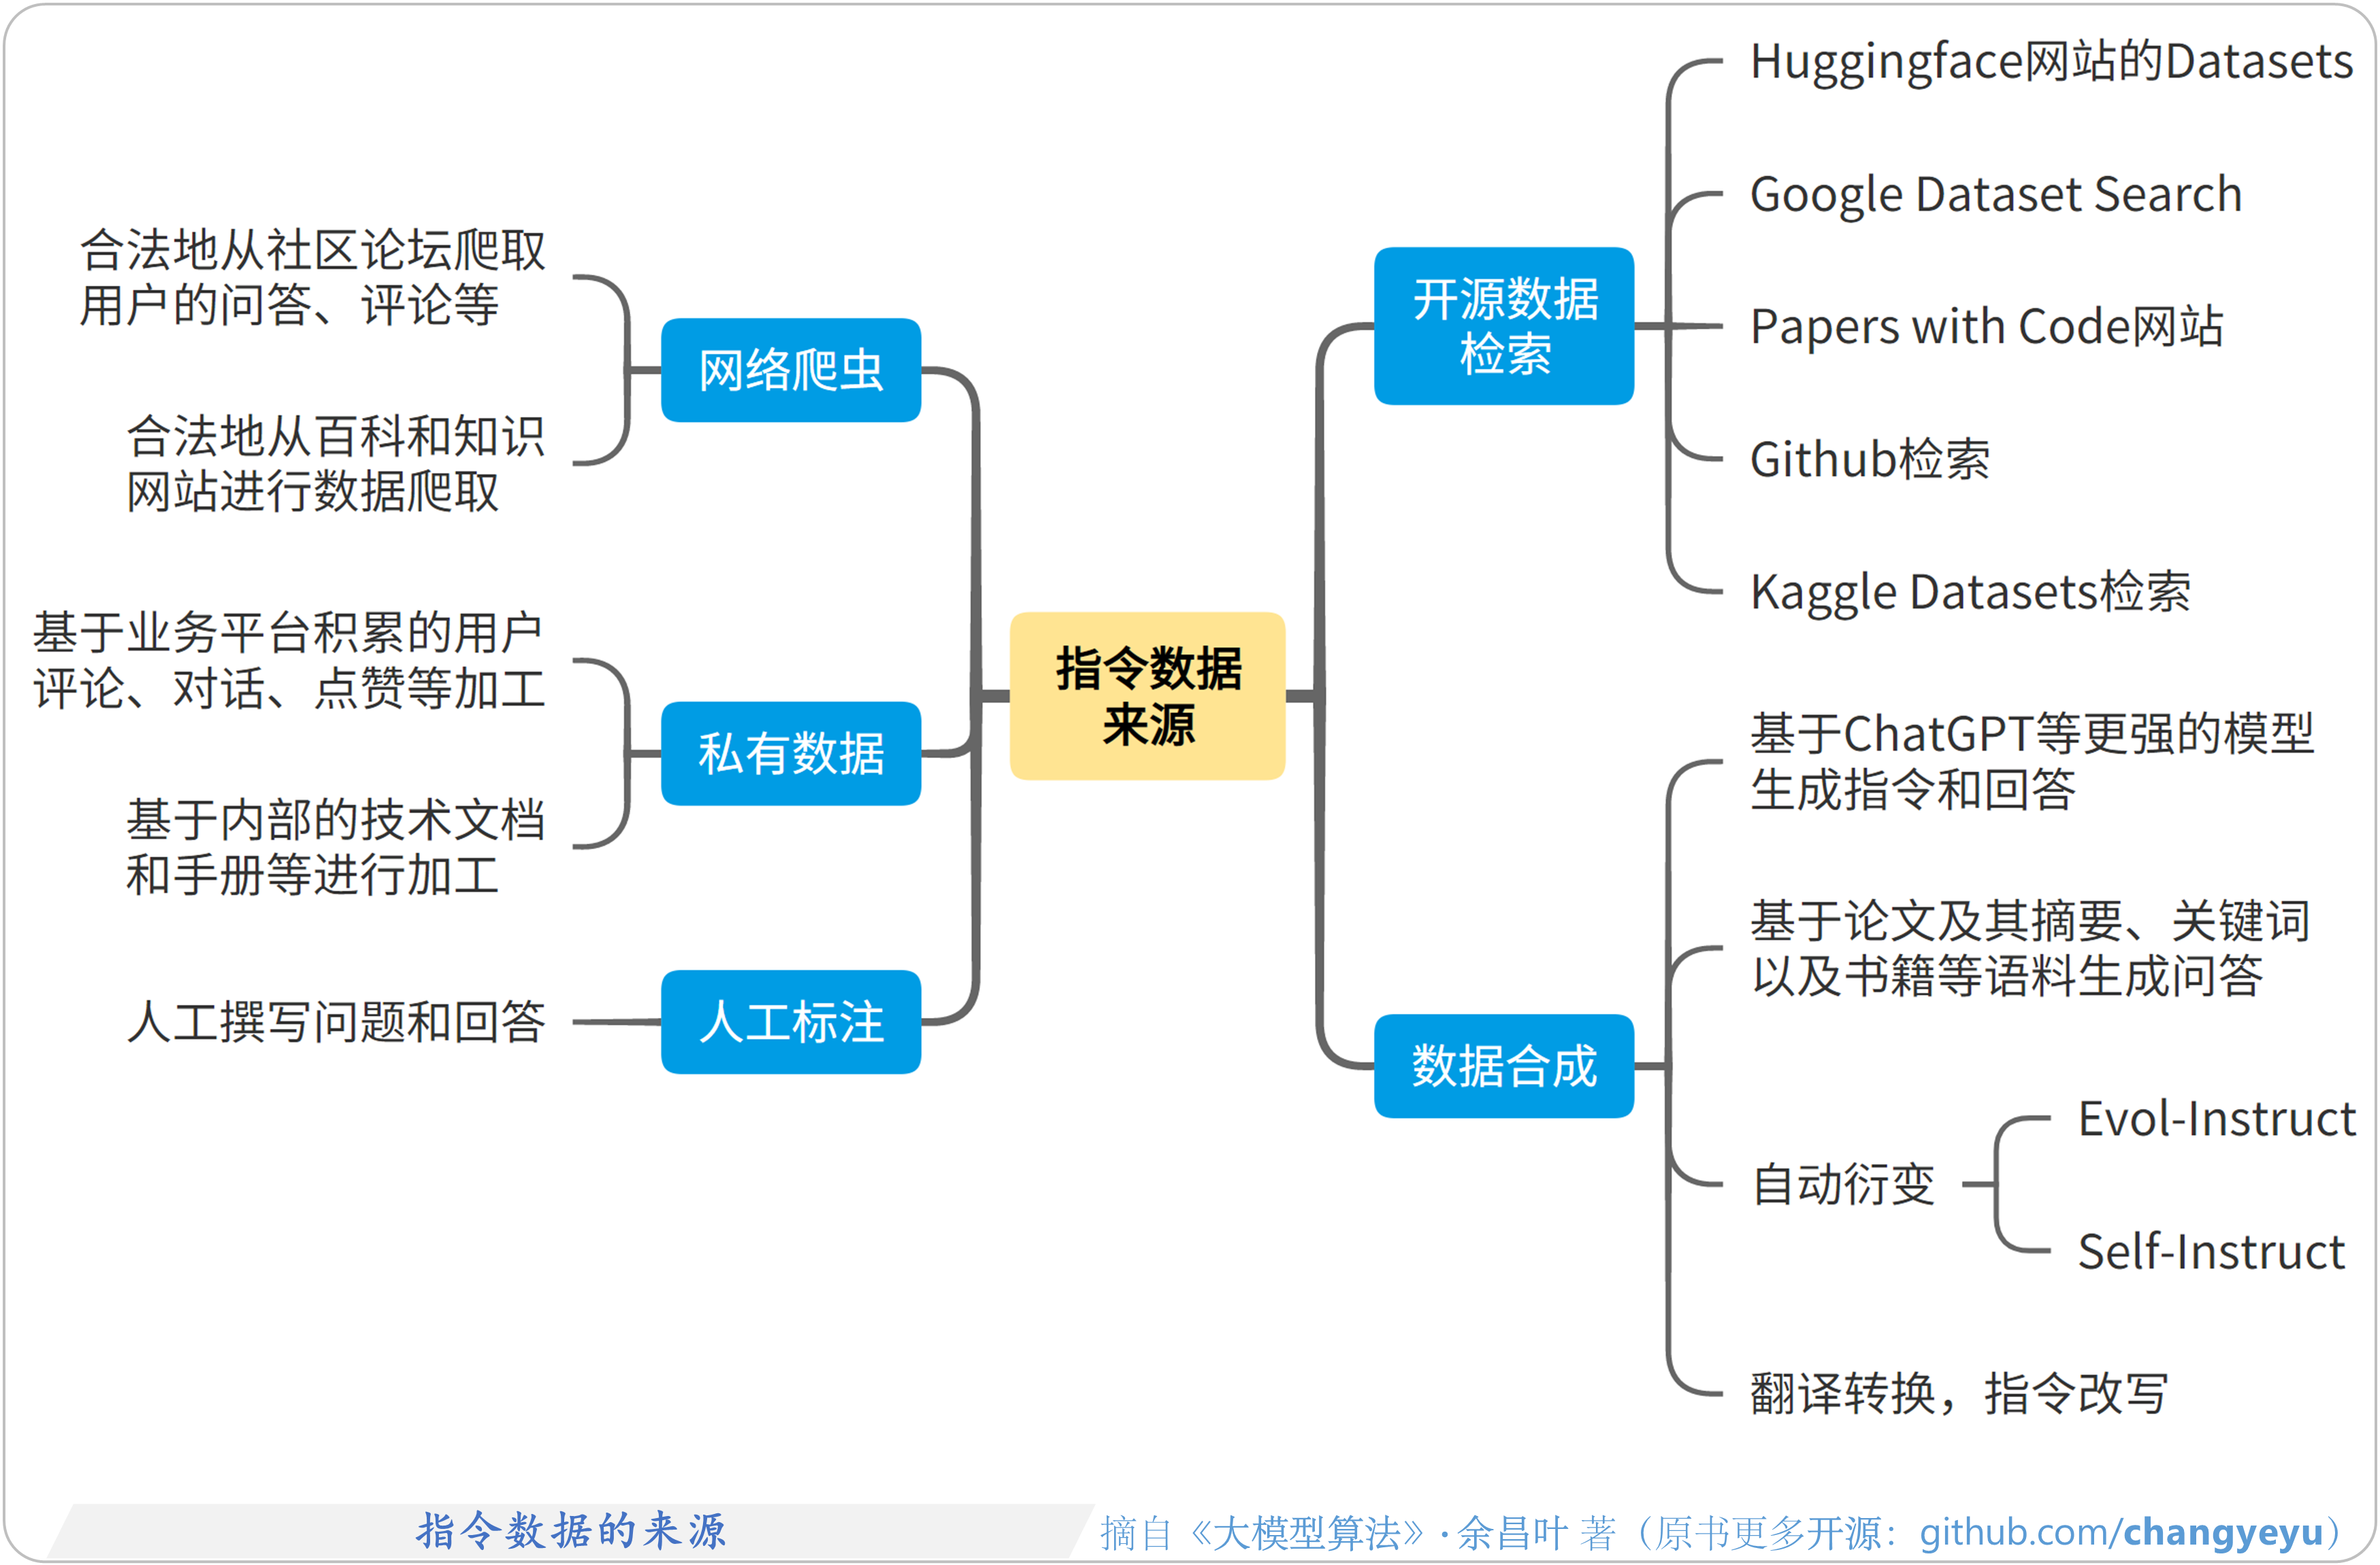 指令数据
来源
开源数据
检索
Huggingface网站的Datasets
Google Dataset Search
Papers with Code网站
Github检索
Kaggle Datasets检索
数据合成
基于ChatGPT等更强的模型
生成指令和回答
基于论文及其摘要、关键词
以及书籍等语料生成问答
自动衍变
Evol-Instruct
Self-Instruct
翻译转换，指令改写
网络爬虫
合法地从社区论坛爬取
用户的问答、评论等
合法地从百科和知识
网站进行数据爬取
私有数据
基于业务平台积累的用户
评论、对话、点赞等加工
基于内部的技术文档
和手册等进行加工
人工标注
人工撰写问题和回答
指令数据的来源
摘自《大模型算法》·余昌叶 著（原书更多开源：github.com/changyeyu）